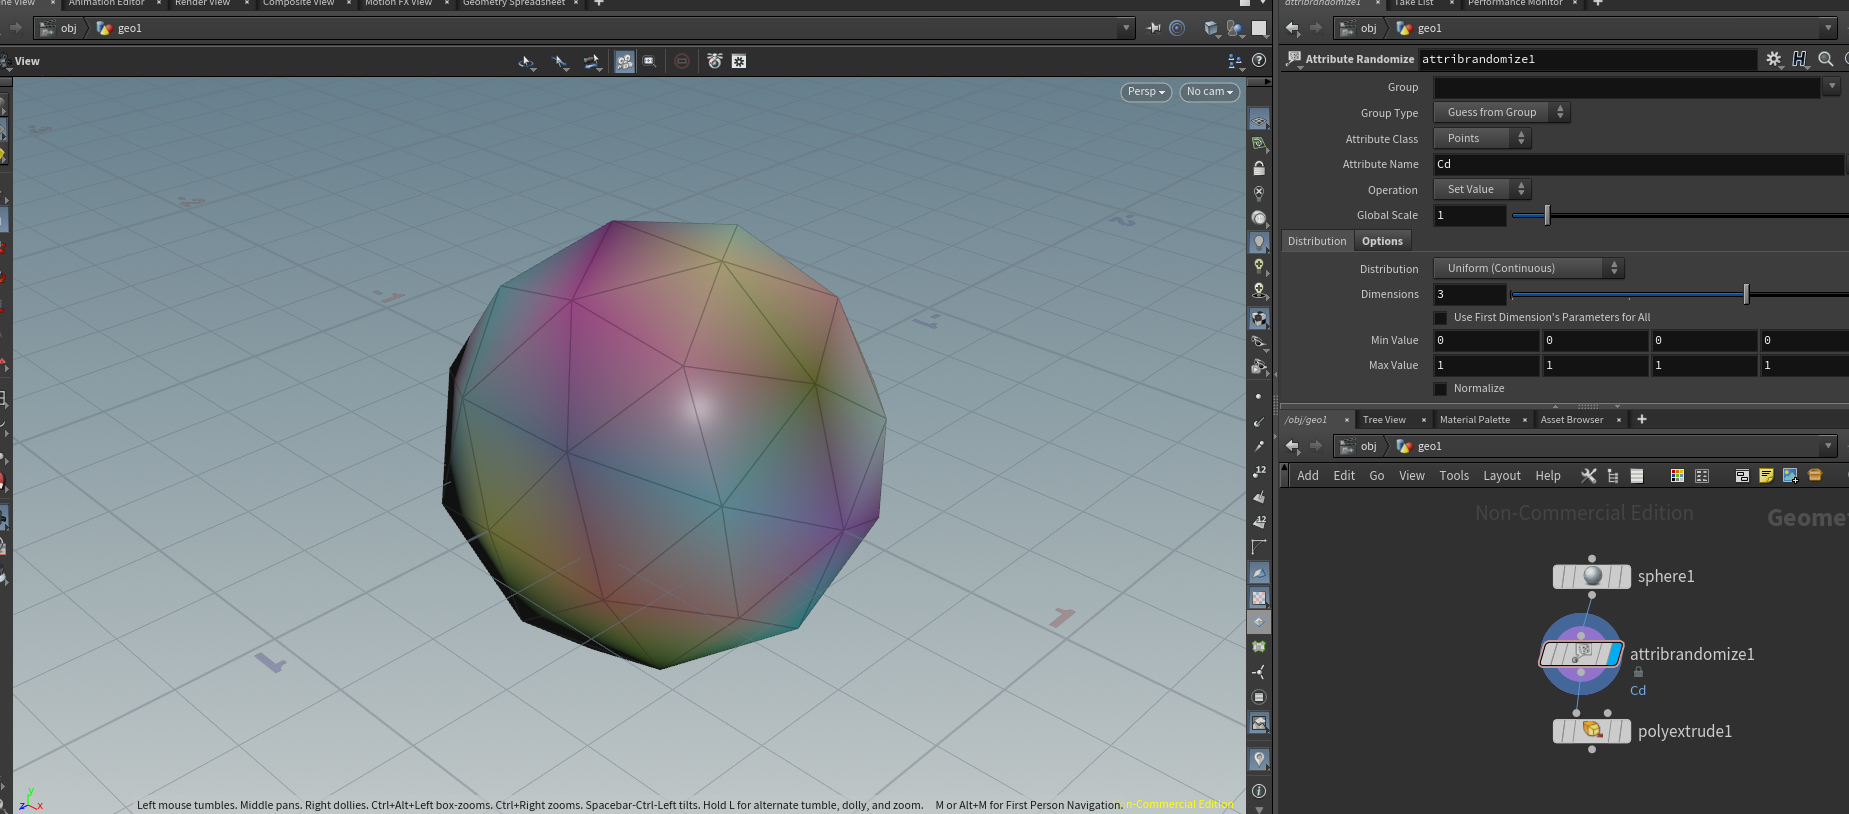 Animation Editor
Render View
Composite View
Motion FX View
Geometry Spreadsheet
attribrandomize1
Take List
Performance Monitor
obj
geo1
obj
geo1
View
Persp
No cam
Attribute Randomize
attribrandomize1
Group
Group Type
Guess from Group
Attribute Class
Points
Attribute Name
Cd
Operation
Set Value
Global Scale
1
Distribution
Options
Distribution
Uniform (Continuous)
Dimensions
3
Use First Dimension's Parameters for All
Min Value
0
0
0
0
Max Value
1
1
1
1
Normalize
/obj/geo1
Tree View
Material Palette
Asset Browser
obj
geo1
Add
Edit
Go
View
Tools
Layout
Help
Non-Commercial Edition
sphere1
attribrandomize1
Cd
polyextrude1
12
12
-1
1
1
y
z
x
Left mouse tumbles. Middle pans. Right dollies. Ctrl+Alt+Left box-zooms. Ctrl+Right zooms. Spacebar-Ctrl-Left tilts. Hold L for alternate tumble, dolly, and zoom. M or Alt+M for First Person Navigation.
Commercial Edition